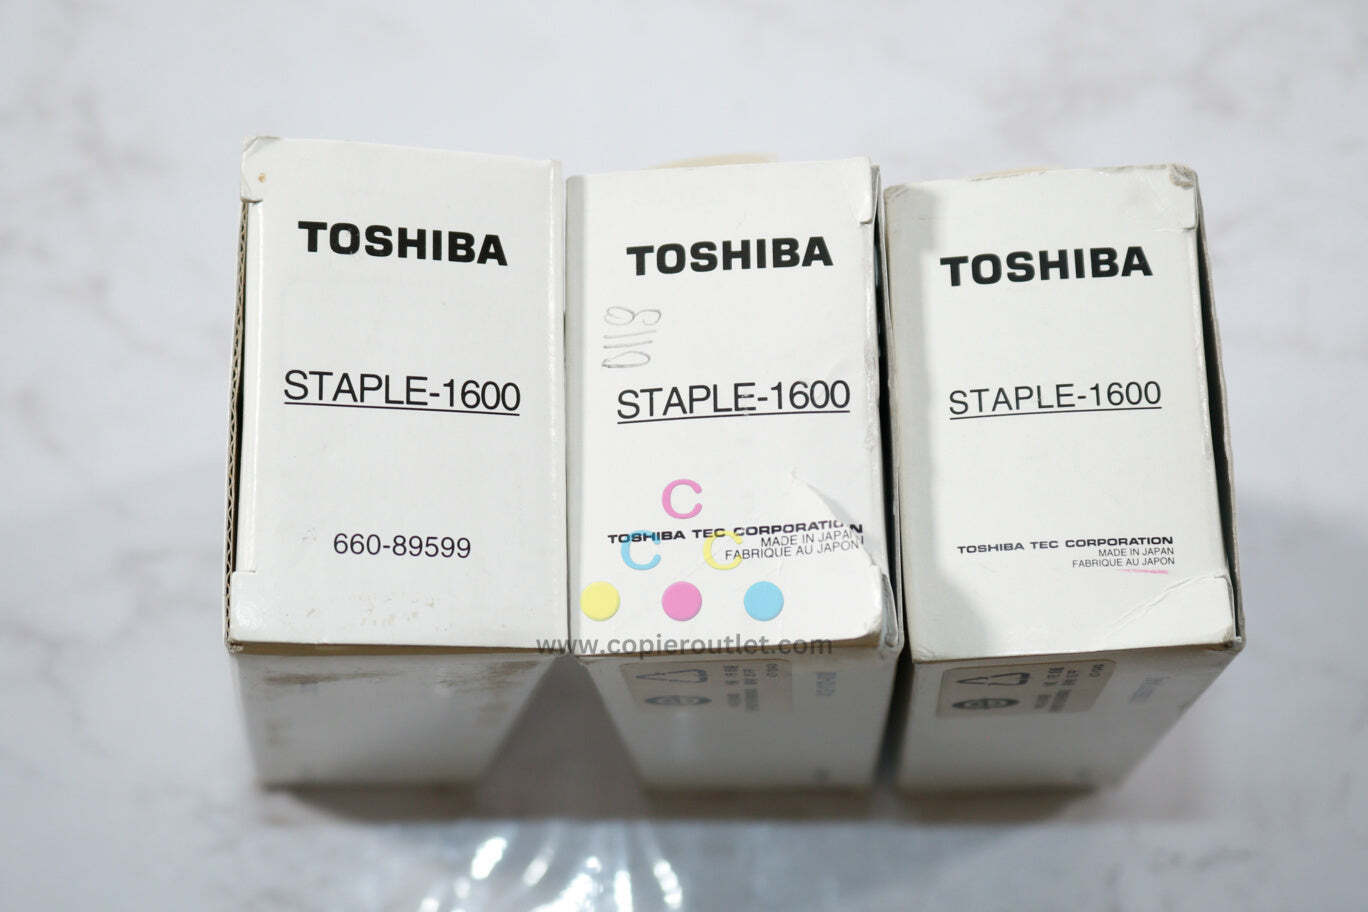 TOSHIBA
STAPLE-1600
660-89599
TOSHIBA
D118
STAPLE-1600
C
C C
TOSHIBA TEC CORPORATION
MADE IN JAPAN
FABRIQUE AU JAPON
www.copieroutlet.com
TOSHIBA
STAPLE-1600
TOSHIBA TEC CORPORATION
MADE IN JAPAN
FABRIQUE AU JAPON